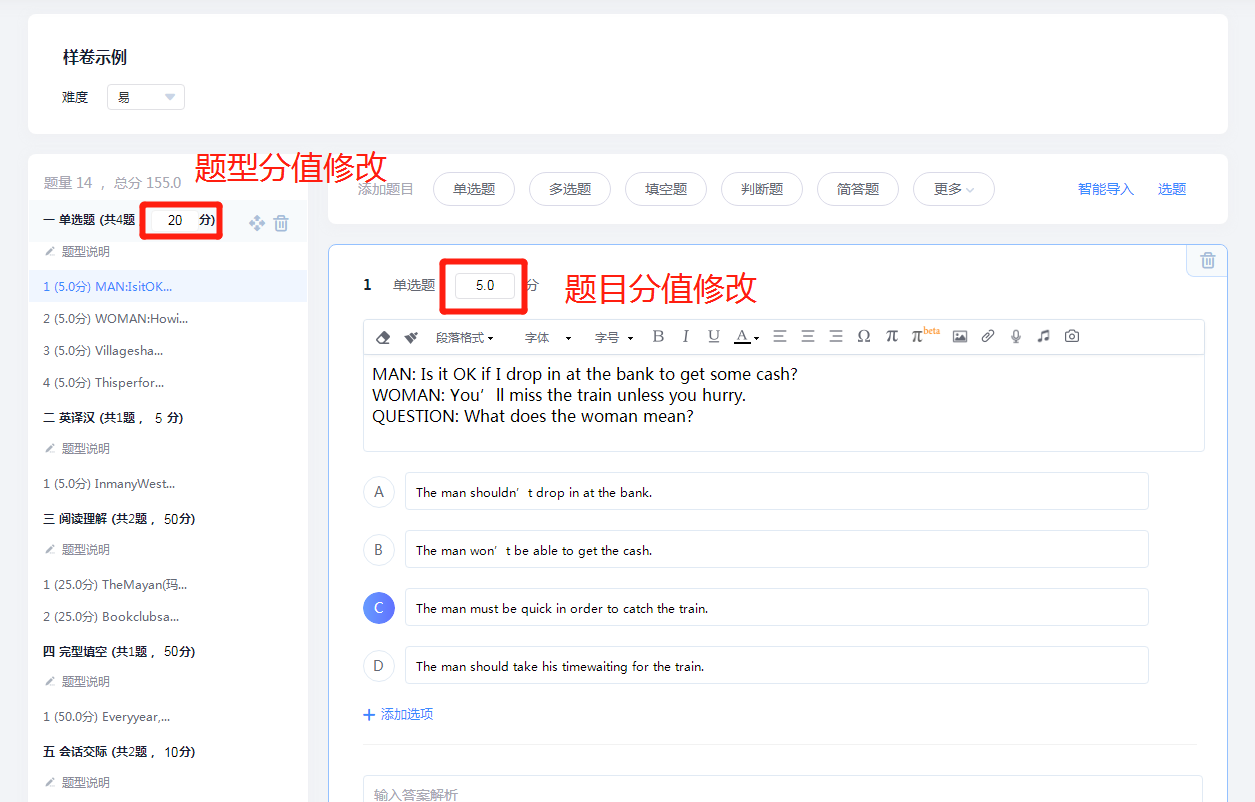 样卷示例
难度 易
题量 14 ， 总分 155.0
题型分值修改
一 单选题 (共4题 20 分)
题型说明
1 (5.0分) MAN:IsitOK...
2 (5.0分) WOMAN:Howi...
3 (5.0分) Villagesha...
4 (5.0分) Thisperfor...
二 英译汉 (共1题， 5 分)
题型说明
1 (5.0分) InmanyWest...
三 阅读理解 (共2题， 50分)
题型说明
1 (25.0分) TheMayan(玛...
2 (25.0分) Bookclubsa...
四 完型填空 (共1题， 50分)
题型说明
1 (50.0分) Everyyear,...
五 会话交际 (共2题， 10分)
题型说明
添加题目 单选题 多选题 填空题 判断题 简答题 更多 智能导入 选题
1 单选题 5.0 分 题目分值修改
段落格式 字体 字号 B I U A Ω π π beta
MAN: Is it OK if I drop in at the bank to get some cash?
WOMAN: You’ll miss the train unless you hurry.
QUESTION: What does the woman mean?
A The man shouldn’t drop in at the bank.
B The man won’t be able to get the cash.
C The man must be quick in order to catch the train.
D The man should take his timewaiting for the train.
+ 添加选项
输入答案解析